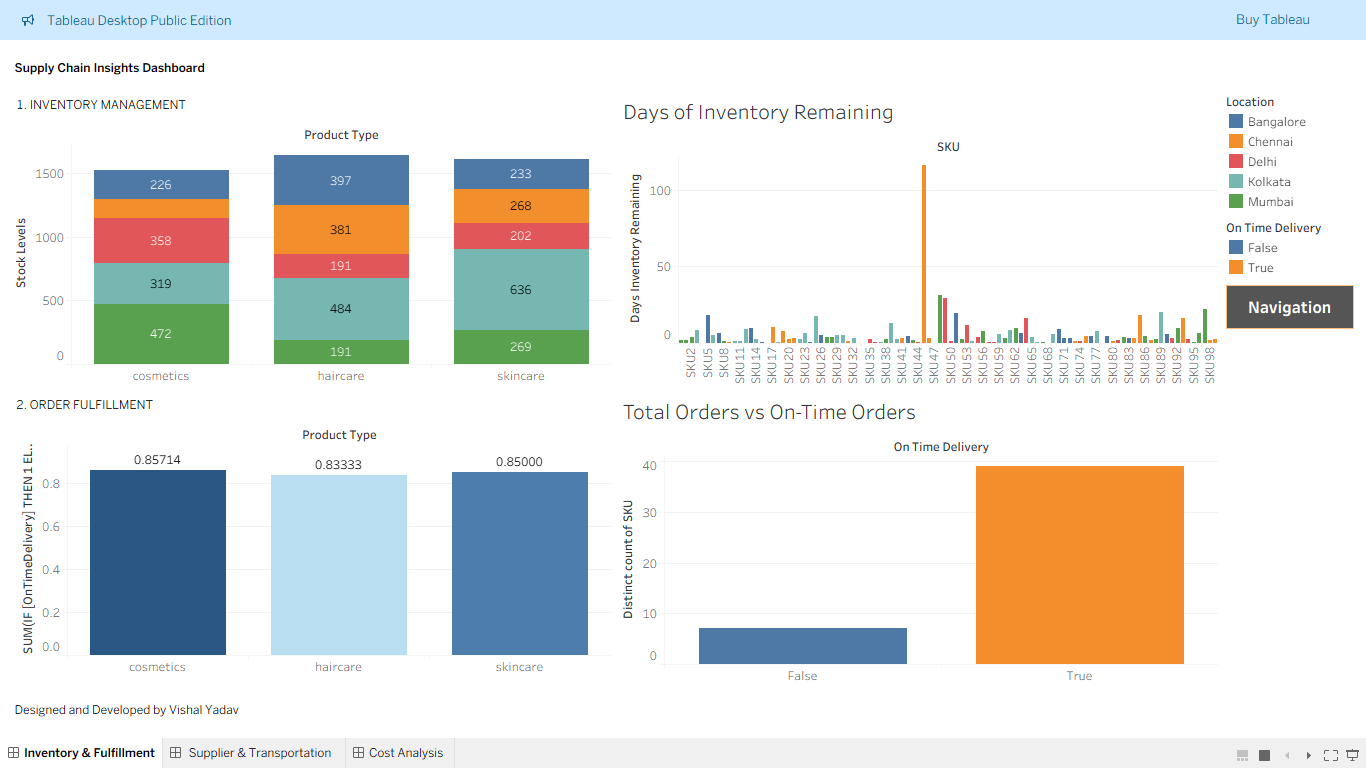 Tableau Desktop Public Edition
Buy Tableau
Supply Chain Insights Dashboard
1. INVENTORY MANAGEMENT
Product Type
Stock Levels
1500
1000
500
0
226
358
319
472
397
381
191
484
191
233
268
202
636
269
cosmetics
haircare
skincare
Days of Inventory Remaining
SKU
Days Inventory Remaining
100
50
0
SKU2
SKU5
SKU8
SKU11
SKU14
SKU17
SKU20
SKU23
SKU26
SKU29
SKU32
SKU35
SKU38
SKU41
SKU44
SKU47
SKU50
SKU53
SKU56
SKU59
SKU62
SKU65
SKU68
SKU71
SKU74
SKU77
SKU80
SKU83
SKU86
SKU89
SKU92
SKU95
SKU98
Location
Bangalore
Chennai
Delhi
Kolkata
Mumbai
On Time Delivery
False
True
Navigation
2. ORDER FULFILLMENT
Product Type
SUM(IF [OnTimeDelivery] THEN 1 EL..
0.8
0.6
0.4
0.2
0.0
0.85714
0.83333
0.85000
cosmetics
haircare
skincare
Total Orders vs On-Time Orders
On Time Delivery
Distinct count of SKU
40
30
20
10
0
False
True
Designed and Developed by Vishal Yadav
Inventory & Fulfillment
Supplier & Transportation
Cost Analysis